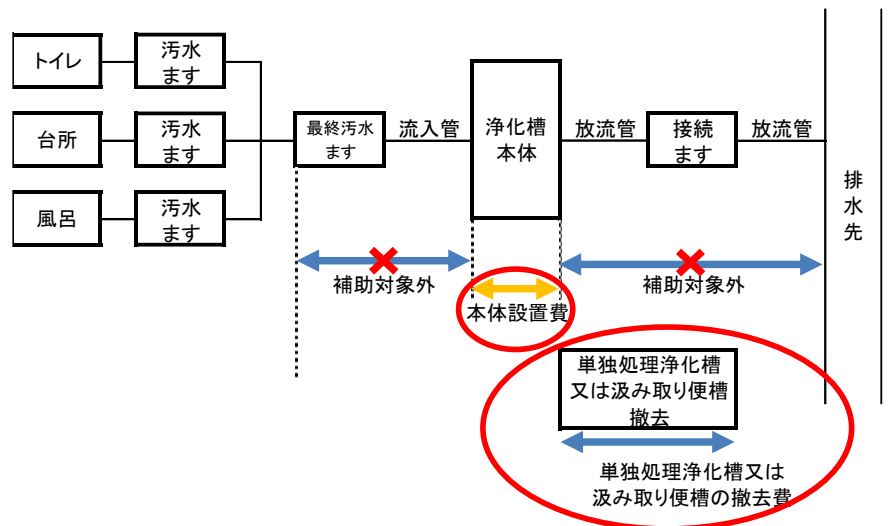 トイレ
汚水
ます
台所
汚水
ます
風呂
汚水
ます
最終汚水
ます
流入管
浄化槽
本体
放流管
接続
ます
放流管
排水先
補助対象外
本体設置費
補助対象外
単独処理浄化槽
又は汲み取り便槽
撤去
単独処理浄化槽又は
汲み取り便槽の撤去費